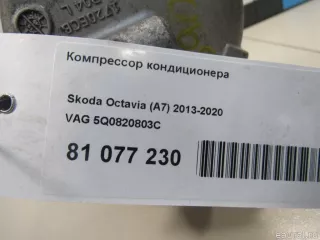 Компрессор кондиционера
Skoda Octavia (A7) 2013-2020
VAG 5Q0820803C
81 077 230